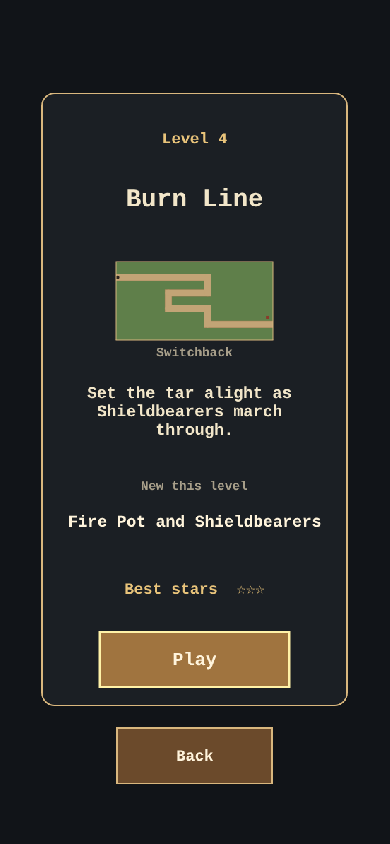 Level 4
Burn Line
Switchback
Set the tar alight as
Shieldbearers march
through.
New this level
Fire Pot and Shieldbearers
Best stars ☆☆☆
Play
Back